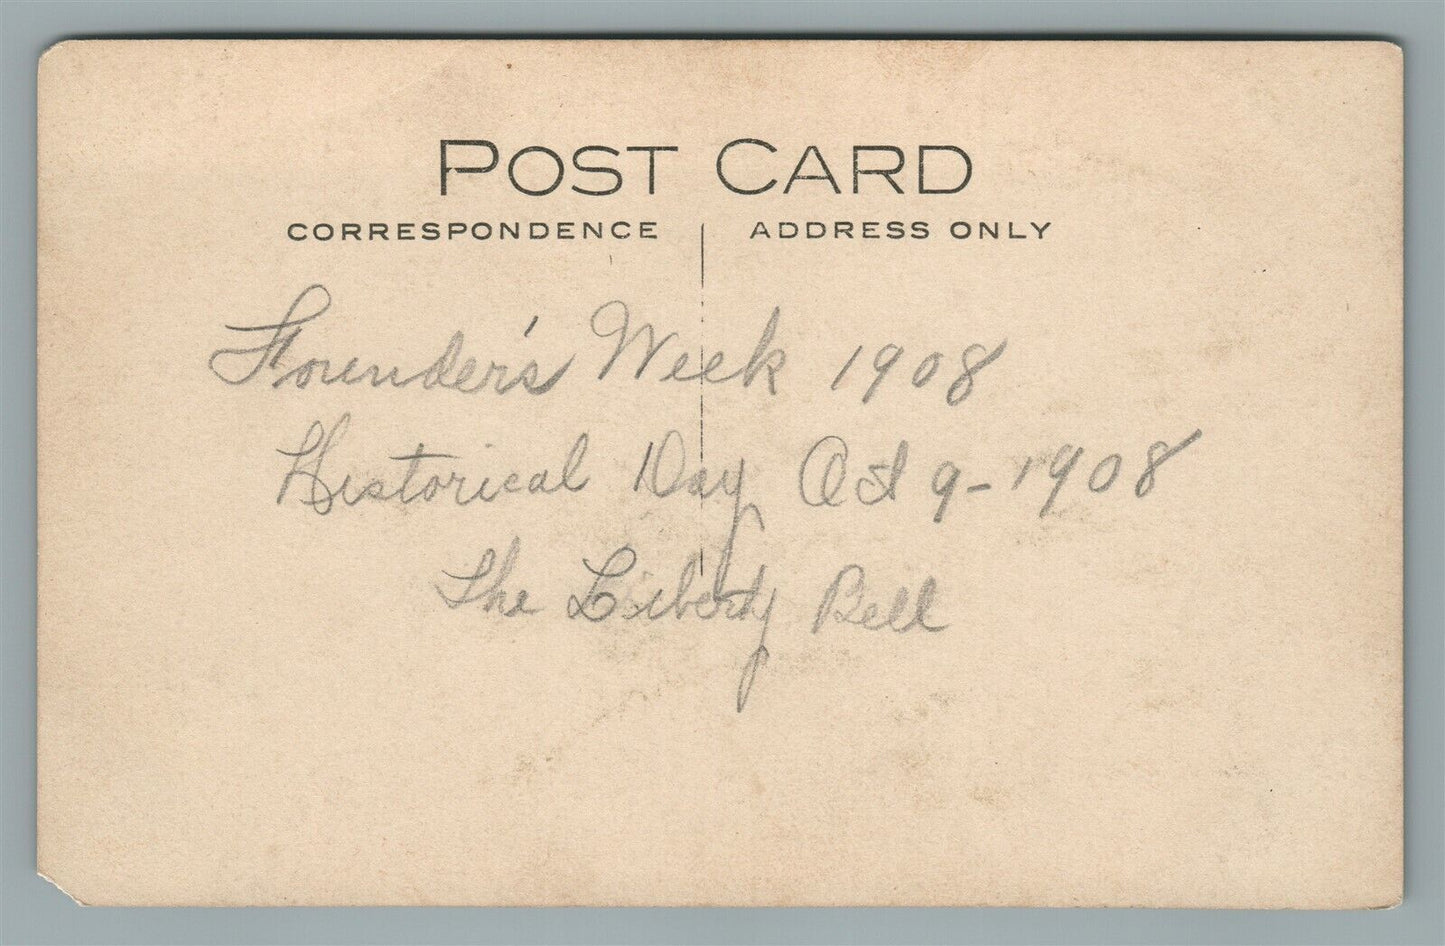 POST CARD
CORRESPONDENCE ADDRESS ONLY
Founder's Week 1908
Historical Day Oct 9-1908
The Liberty Bell